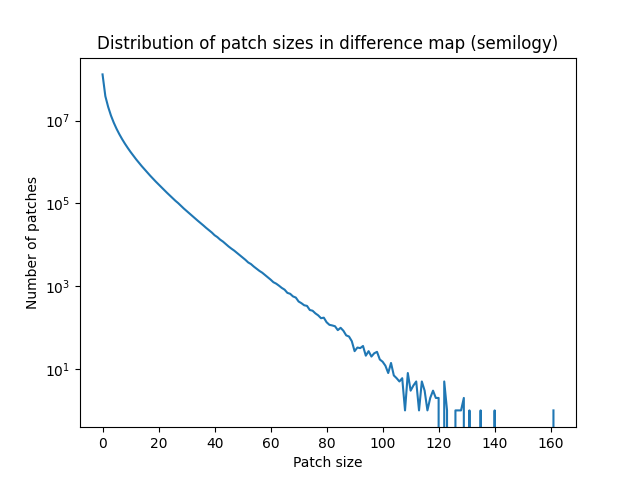 Distribution of patch sizes in difference map (semilogy)
Number of patches
10^7
10^5
10^3
10^1
0 20 40 60 80 100 120 140 160
Patch size